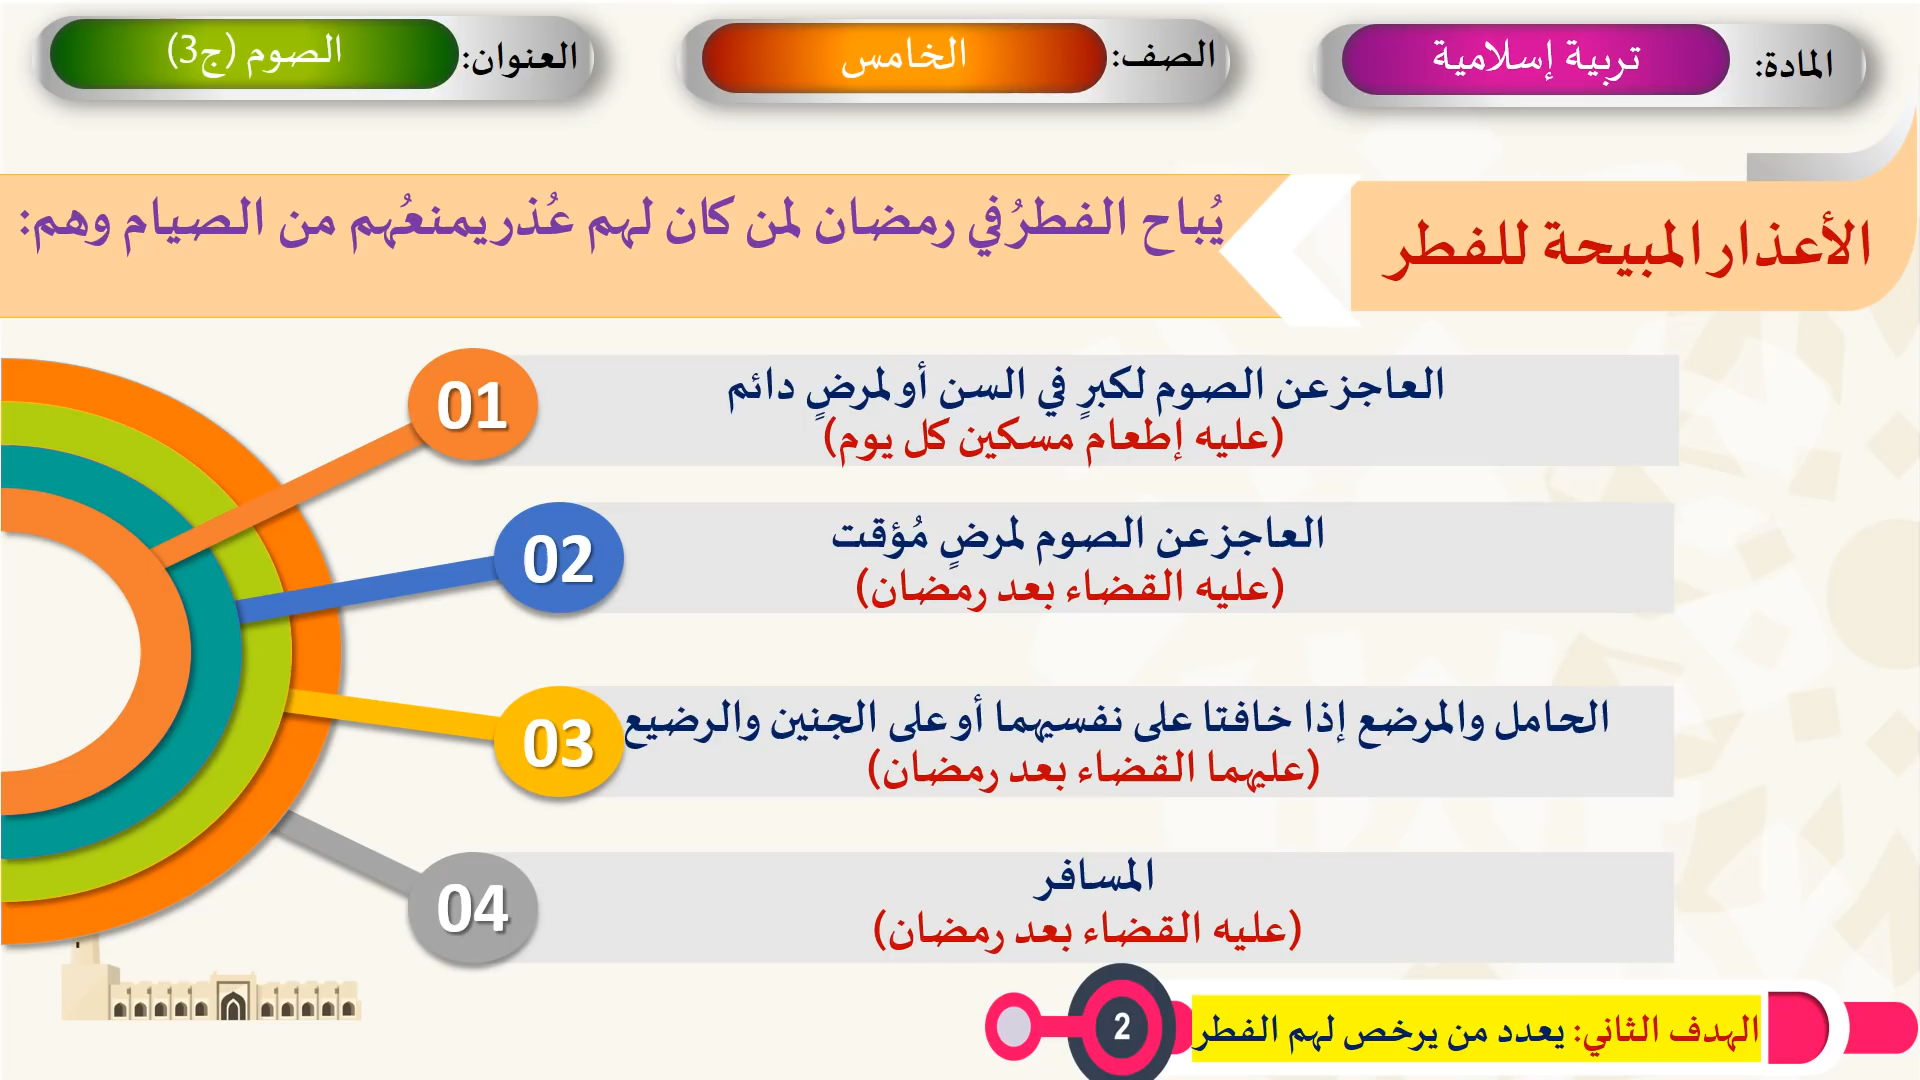 المادة: تربية إسلامية
الصف: الخامس
العنوان: الصوم (ج3)
الأعذار المبيحة للفطر
يُباح الفطرُ في رمضان لمن كان لهم عُذر يمنعُهم من الصيام وهم:
01
العاجز عن الصوم لكبرٍ في السن أو لمرضٍ دائم
(عليه إطعام مسكين كل يوم)
02
العاجز عن الصوم لمرضٍ مُؤقت
(عليه القضاء بعد رمضان)
03
الحامل والمرضع إذا خافتا على نفسيهما أو على الجنين والرضيع
(عليهما القضاء بعد رمضان)
04
المسافر
(عليه القضاء بعد رمضان)
2
الهدف الثاني: يعدد من يرخص لهم الفطر